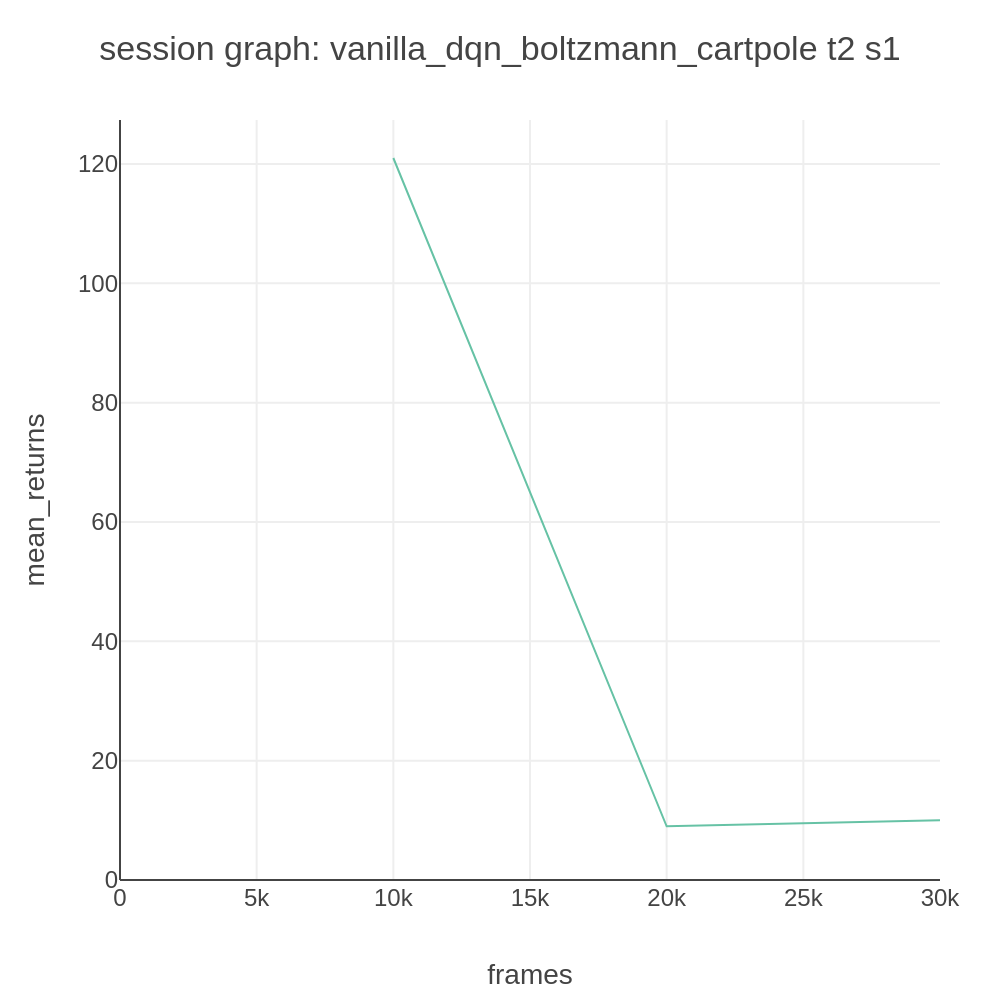 session graph: vanilla_dqn_boltzmann_cartpole t2 s1
120
100
80
60
40
20
0
mean_returns
0 5k 10k 15k 20k 25k 30k
frames